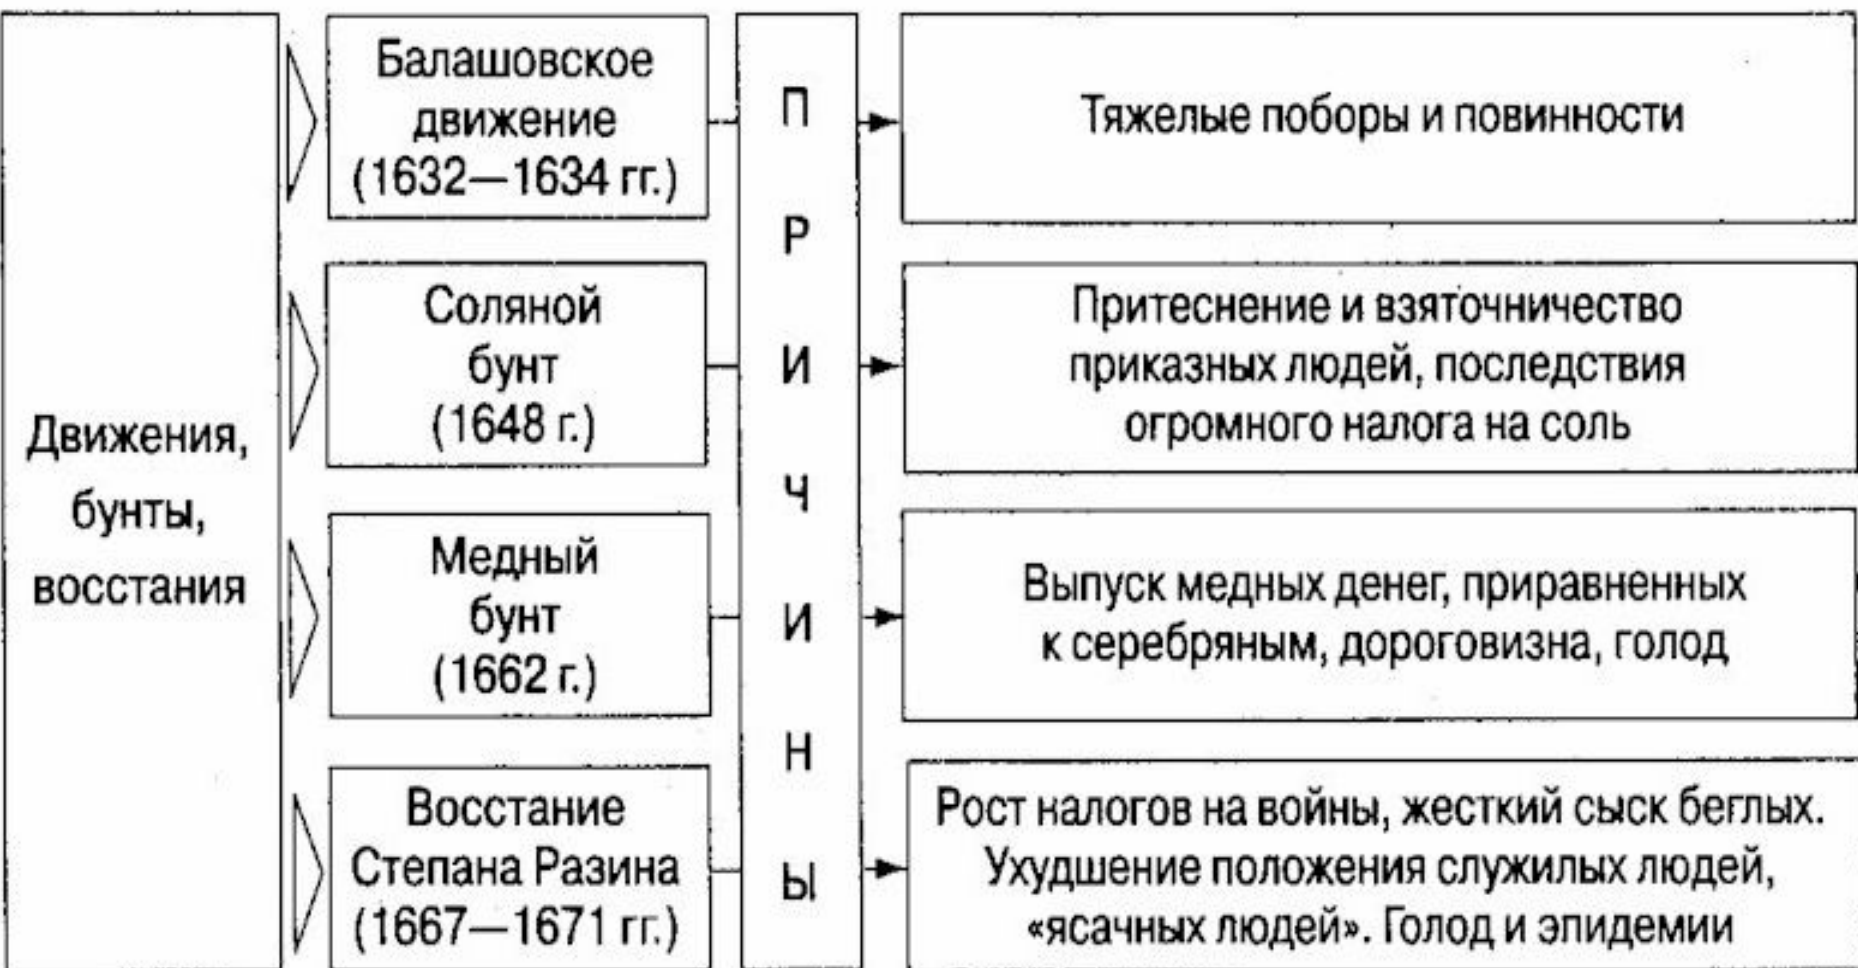 Движения,
бунты,
восстания
Балашовское
движение
(1632—1634 гг.)
Соляной
бунт
(1648 г.)
Медный
бунт
(1662 г.)
Восстание
Степана Разина
(1667—1671 гг.)
П
Р
И
Ч
И
Н
Ы
Тяжелые поборы и повинности
Притеснение и взяточничество
приказных людей, последствия
огромного налога на соль
Выпуск медных денег, приравненных
к серебряным, дороговизна, голод
Рост налогов на войны, жесткий сыск беглых.
Ухудшение положения служилых людей,
«ясачных людей». Голод и эпидемии